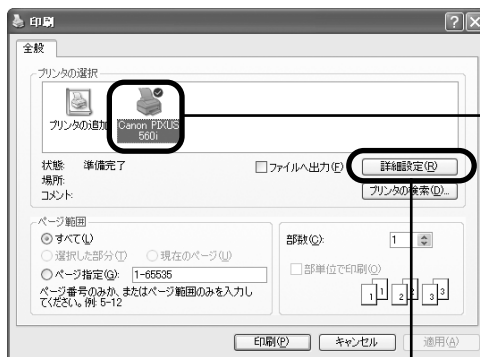 印刷
全般
プリンタの選択
プリンタの追加
Canon PIXUS
560i
状態: 準備完了
場所:
コメント:
ファイルへ出力(F)
詳細設定(R)
プリンタの検索(D)...
ページ範囲
すべて(L)
選択した部分(T)
現在のページ(U)
ページ指定(G): 1-65535
ページ番号のみか、またはページ範囲のみを入力し
てください。例: 5-12
部数(C): 1
部単位で印刷(O)
1 1 2 2 3 3
印刷(P)
キャンセル
適用(A)